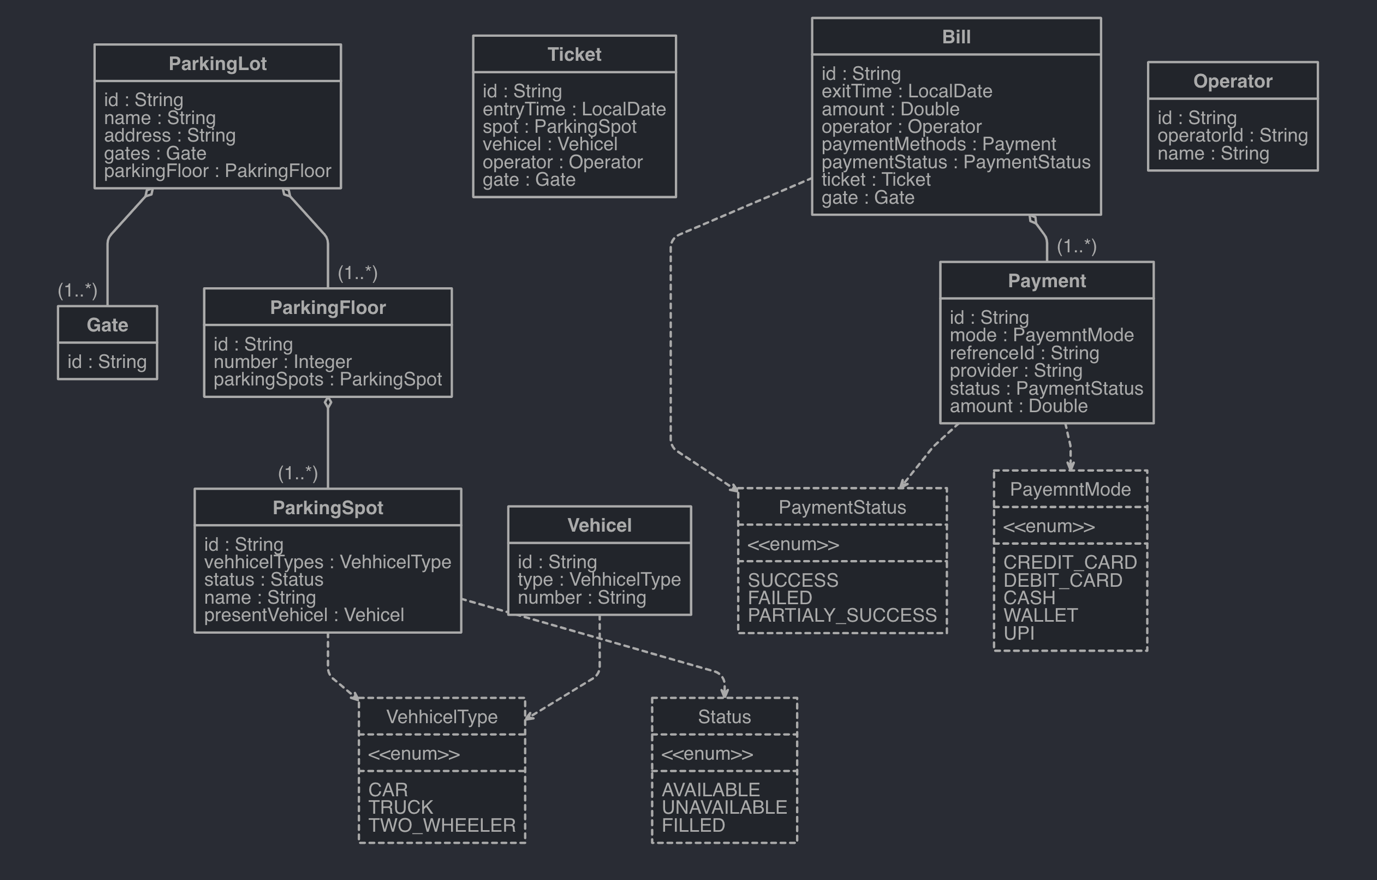 ParkingLot
id : String
name : String
address : String
gates : Gate
parkingFloor : PakringFloor
Ticket
id : String
entryTime : LocalDate
spot : ParkingSpot
vehicel : Vehicel
operator : Operator
gate : Gate
Bill
id : String
exitTime : LocalDate
amount : Double
operator : Operator
paymentMethods : Payment
paymentStatus : PaymentStatus
ticket : Ticket
gate : Gate
Operator
id : String
operatorId : String
name : String
(1..*)
(1..*)
(1..*)
Gate
id : String
ParkingFloor
id : String
number : Integer
parkingSpots : ParkingSpot
Payment
id : String
mode : PayemntMode
refrenceId : String
provider : String
status : PaymentStatus
amount : Double
(1..*)
ParkingSpot
id : String
vehhicelTypes : VehhicelType
status : Status
name : String
presentVehicel : Vehicel
Vehicel
id : String
type : VehhicelType
number : String
PaymentStatus
<<enum>>
SUCCESS
FAILED
PARTIALY_SUCCESS
PayemntMode
<<enum>>
CREDIT_CARD
DEBIT_CARD
CASH
WALLET
UPI
VehhicelType
<<enum>>
CAR
TRUCK
TWO_WHEELER
Status
<<enum>>
AVAILABLE
UNAVAILABLE
FILLED